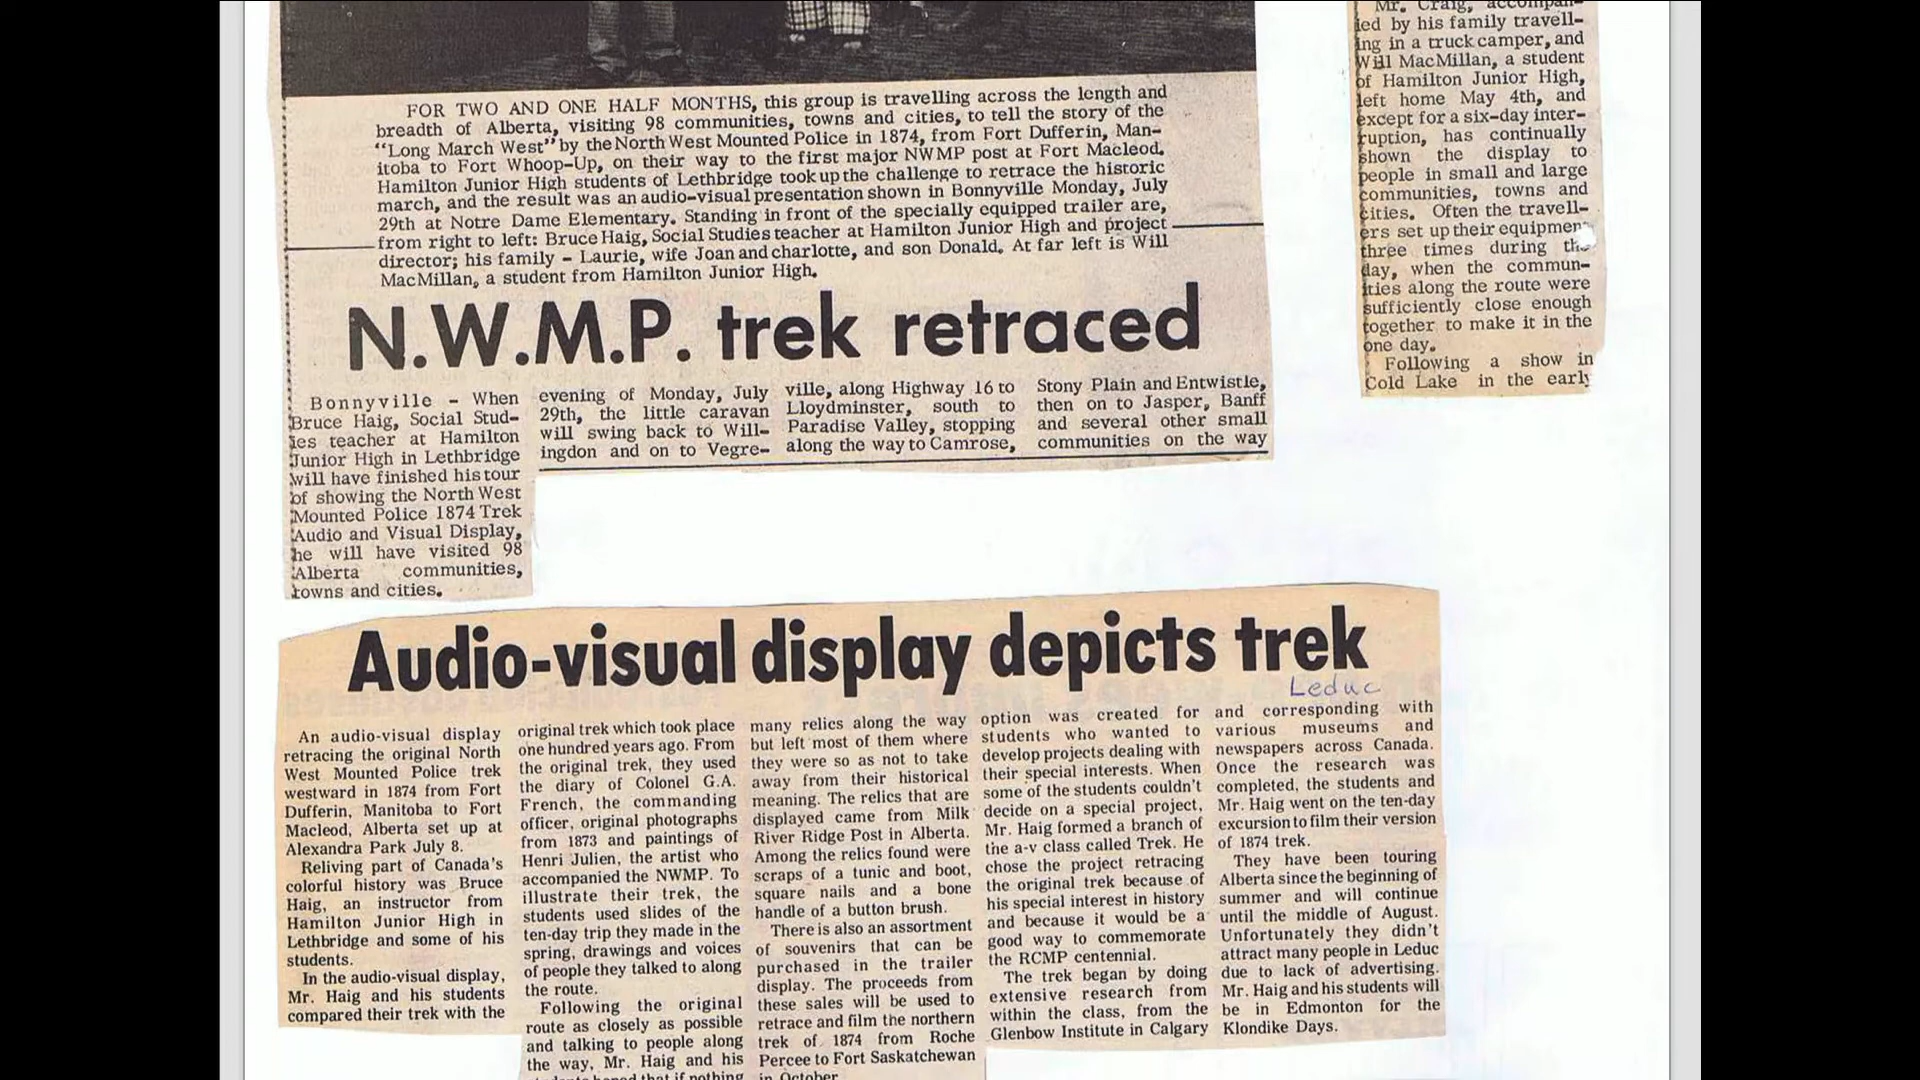 FOR TWO AND ONE HALF MONTHS, this group is travelling across the length and
breadth of Alberta, visiting 98 communities, towns and cities, to tell the story of the
"Long March West" by the North West Mounted Police in 1874, from Fort Dufferin, Man-
itoba to Fort Whoop-Up, on their way to the first major NWMP post at Fort Macleod.
Hamilton Junior High students of Lethbridge took up the challenge to retrace the historic
march, and the result was an audio-visual presentation shown in Bonnyville Monday, July
29th at Notre Dame Elementary. Standing in front of the specially equipped trailer are,
from right to left: Bruce Haig, Social Studies teacher at Hamilton Junior High and project
director; his family - Laurie, wife Joan and charlotte, and son Donald. At far left is Will
MacMillan, a student from Hamilton Junior High.
N.W.M.P. trek retraced
Bonnyville - When
Bruce Haig, Social Stud-
ies teacher at Hamilton
Junior High in Lethbridge
will have finished his tour
of showing the North West
Mounted Police 1874 Trek
Audio and Visual Display,
he will have visited 98
Alberta communities,
towns and cities.
evening of Monday, July
29th, the little caravan
will swing back to Will-
ingdon and on to Vegre-
ville, along Highway 16 to
Lloydminster, south to
Paradise Valley, stopping
along the way to Camrose,
Stony Plain and Entwistle,
then on to Jasper, Banff
and several other small
communities on the way
Mr. Craig, accompan-
ied by his family travell-
ing in a truck camper, and
Will MacMillan, a student
of Hamilton Junior High,
left home May 4th, and
except for a six-day inter-
ruption, has continually
shown the display to
people in small and large
communities, towns and
cities. Often the travell-
ers set up their equipment
three times during the
day, when the commun-
ities along the route were
sufficiently close enough
together to make it in the
one day.
Following a show in
Cold Lake in the early
Audio-visual display depicts trek
Leduc
An audio-visual display
retracing the original North
West Mounted Police trek
westward in 1874 from Fort
Dufferin, Manitoba to Fort
Macleod, Alberta set up at
Alexandra Park July 8.
Reliving part of Canada's
colorful history was Bruce
Haig, an instructor from
Hamilton Junior High in
Lethbridge and some of his
students.
In the audio-visual display,
Mr. Haig and his students
compared their trek with the
original trek which took place
one hundred years ago. From
the original trek, they used
the diary of Colonel G.A.
French, the commanding
officer, original photographs
from 1873 and paintings of
Henri Julien, the artist who
accompanied the NWMP. To
illustrate their trek, the
students used slides of the
ten-day trip they made in the
spring, drawings and voices
of people they talked to along
the route.
Following the original
route as closely as possible
and talking to people along
the way, Mr. Haig and his
students hoped that if nothing
many relics along the way
but left most of them where
they were so as not to take
away from their historical
meaning. The relics that are
displayed came from Milk
River Ridge Post in Alberta.
Among the relics found were
scraps of a tunic and boot,
square nails and a bone
handle of a button brush.
There is also an assortment
of souvenirs that can be
purchased in the trailer
display. The proceeds from
these sales will be used to
retrace and film the northern
trek of 1874 from Roche
Percee to Fort Saskatchewan
in October.
option was created for
students who wanted to
develop projects dealing with
their special interests. When
some of the students couldn't
decide on a special project,
Mr. Haig formed a branch of
the a-v class called Trek. He
chose the project retracing
the original trek because of
his special interest in history
and because it would be a
good way to commemorate
the RCMP centennial.
The trek began by doing
extensive research from
within the class, from the
Glenbow Institute in Calgary
and corresponding with
various museums and
newspapers across Canada.
Once the research was
completed, the students and
Mr. Haig went on the ten-day
excursion to film their version
of 1874 trek.
They have been touring
Alberta since the beginning of
summer and will continue
until the middle of August.
Unfortunately they didn't
attract many people in Leduc
due to lack of advertising.
Mr. Haig and his students will
be in Edmonton for the
Klondike Days.